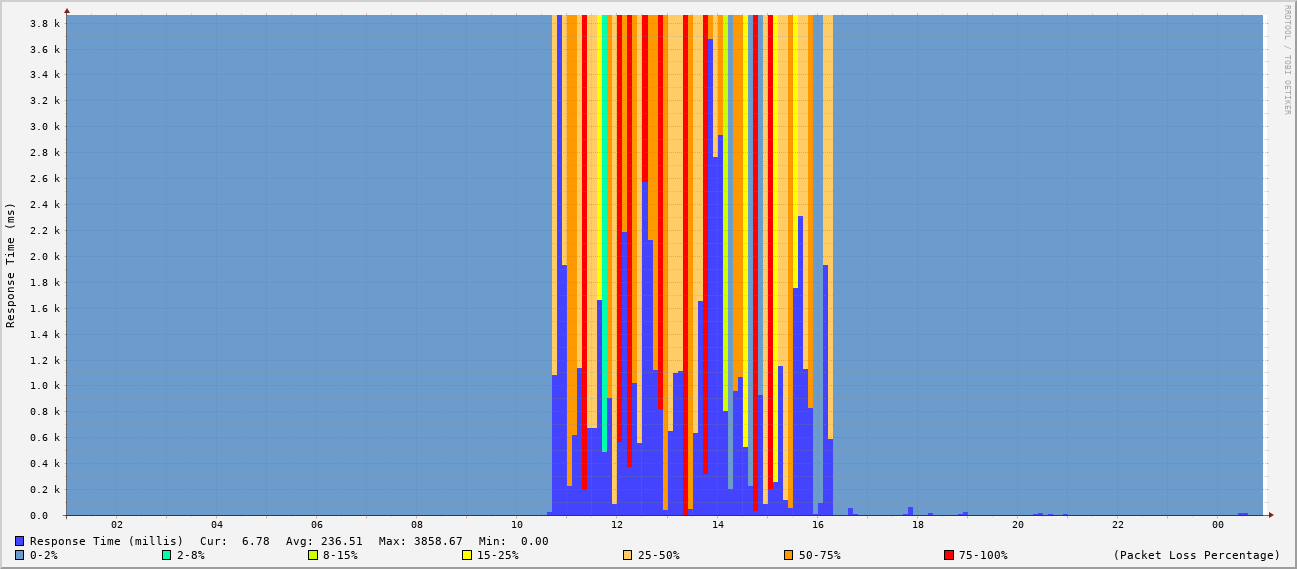 RRDTOOL / TOBI OETIKER
Response Time (ms)
3.8 k
3.6 k
3.4 k
3.2 k
3.0 k
2.8 k
2.6 k
2.4 k
2.2 k
2.0 k
1.8 k
1.6 k
1.4 k
1.2 k
1.0 k
0.8 k
0.6 k
0.4 k
0.2 k
0.0
02 04 06 08 10 12 14 16 18 20 22 00
Response Time (millis) Cur: 6.78 Avg: 236.51 Max: 3858.67 Min: 0.00
0-2% 2-8% 8-15% 15-25% 25-50% 50-75% 75-100% (Packet Loss Percentage)